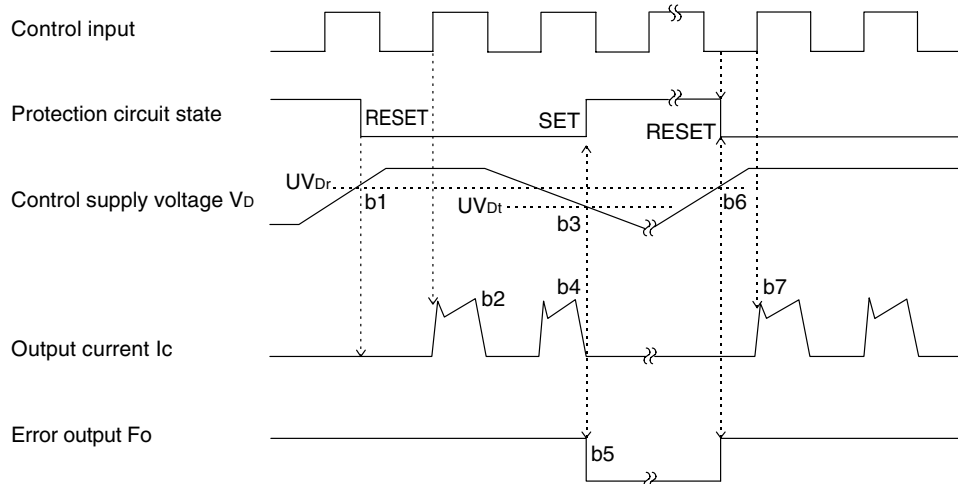 Control input
Protection circuit state
RESET
SET
RESET
Control supply voltage VD
UVDr
b1
UVDt
b3
b6
Output current Ic
b2
b4
b7
Error output Fo
b5